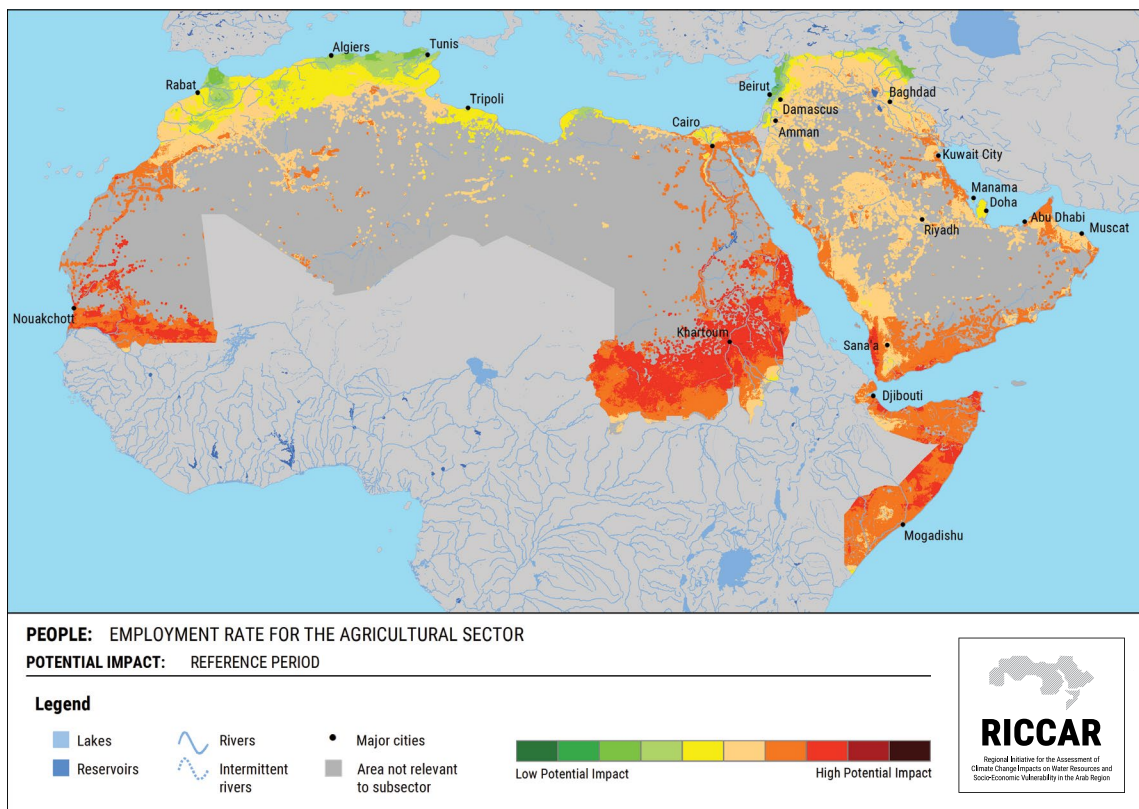 Algiers
Tunis
Rabat
Tripoli
Beirut
Damascus
Baghdad
Cairo
Amman
Kuwait City
Manama
Doha
Abu Dhabi
Riyadh
Muscat
Nouakchott
Khartoum
Sana'a
Djibouti
Mogadishu
PEOPLE: EMPLOYMENT RATE FOR THE AGRICULTURAL SECTOR
POTENTIAL IMPACT: REFERENCE PERIOD
Legend
Lakes
Reservoirs
Rivers
Intermittent
rivers
Major cities
Area not relevant
to subsector
Low Potential Impact
High Potential Impact
RICCAR
Regional Initiative for the Assessment of
Climate Change Impacts on Water Resources and
Socio-Economic Vulnerability in the Arab Region